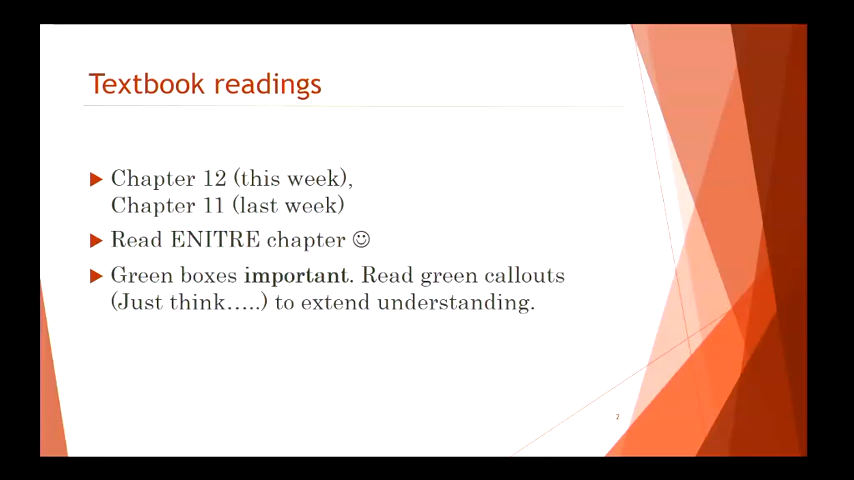 Textbook readings
Chapter 12 (this week),
Chapter 11 (last week)
Read ENITRE chapter ☺
Green boxes important. Read green callouts
(Just think…..) to extend understanding.